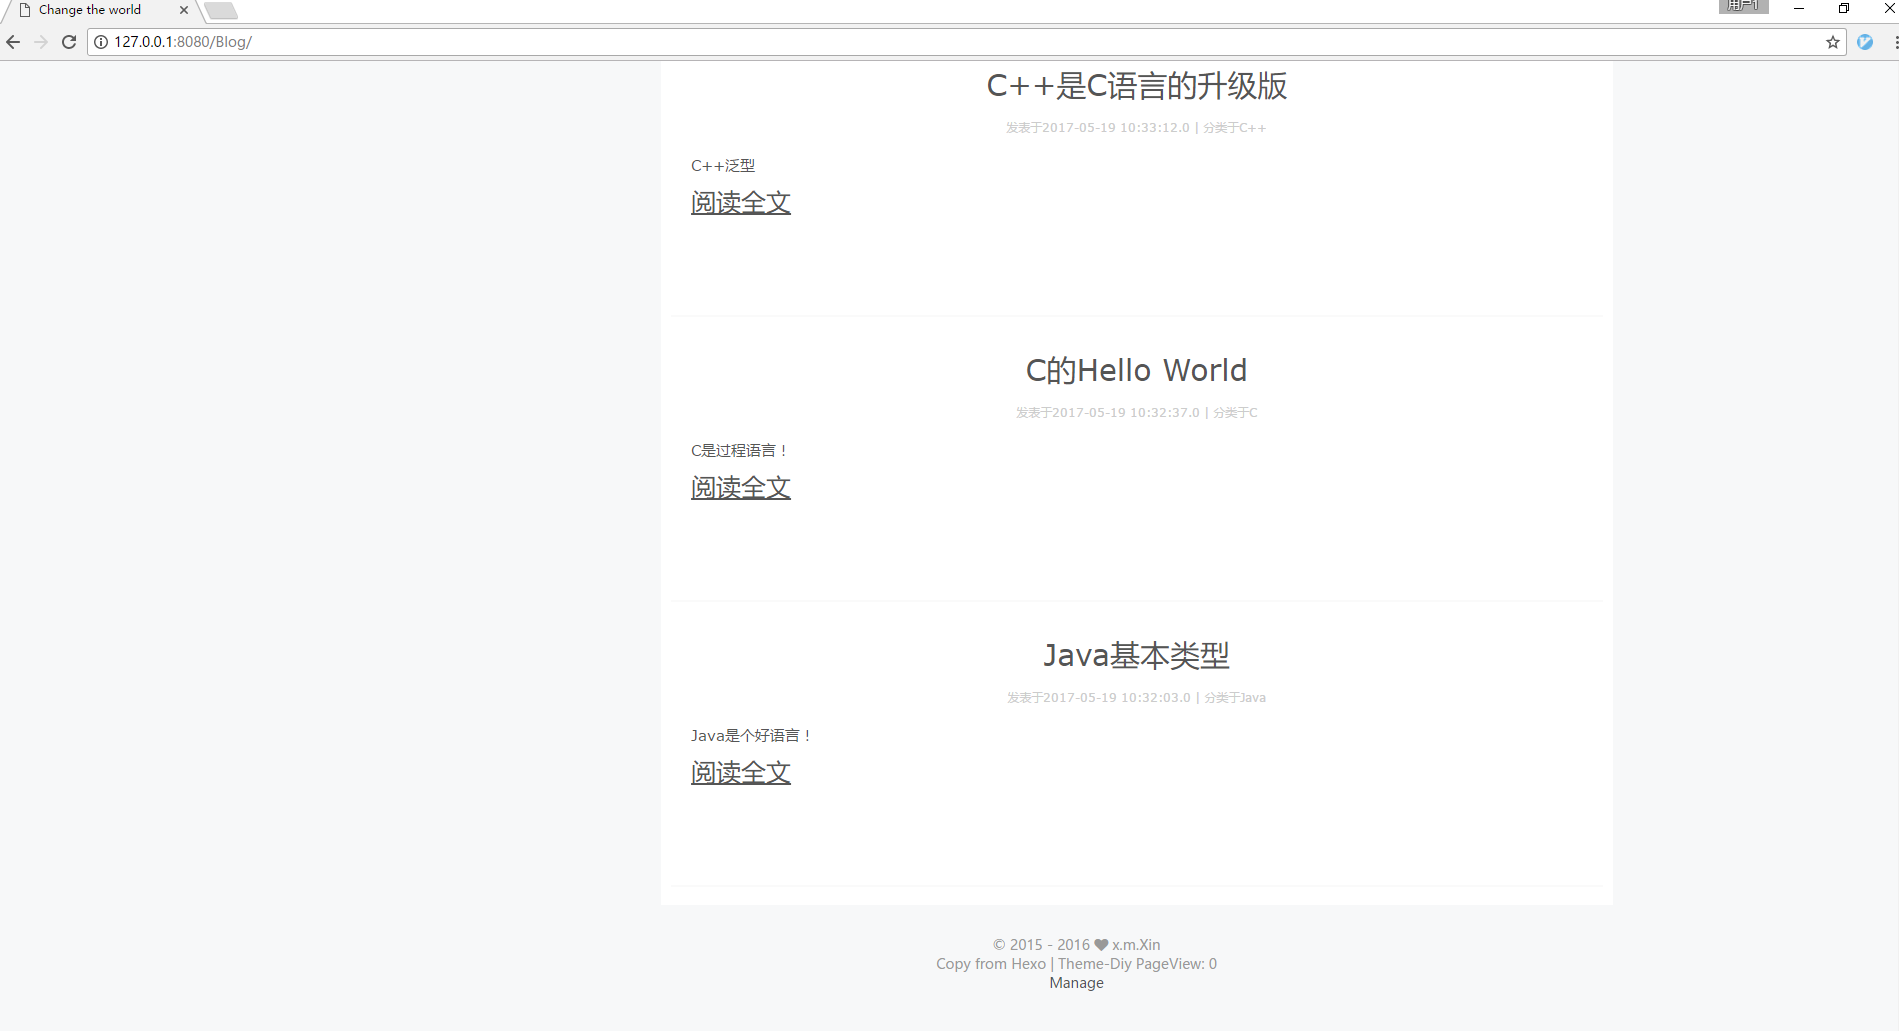 Change the world
用户1
127.0.0.1:8080/Blog/
C++是C语言的升级版
发表于2017-05-19 10:33:12.0 | 分类于C++
C++泛型
阅读全文
C的Hello World
发表于2017-05-19 10:32:37.0 | 分类于C
C是过程语言！
阅读全文
Java基本类型
发表于2017-05-19 10:32:03.0 | 分类于Java
Java是个好语言！
阅读全文
© 2015 - 2016 ♥ x.m.Xin
Copy from Hexo | Theme-Diy PageView: 0
Manage